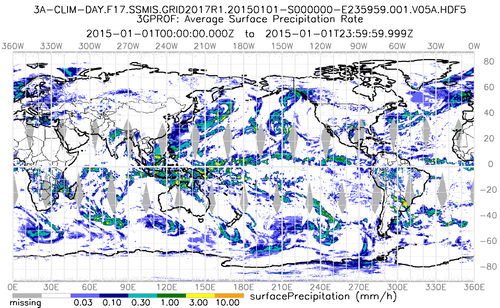 3A-CLIM-DAY.F17.SSMIS.GRID2017R1.20150101-S000000-E235959.001.V05A.HDF5
3GPROF: Average Surface Precipitation Rate
2015-01-01T00:00:00.000Z to 2015-01-01T23:59:59.999Z
360W 330W 300W 270W 240W 210W 180W 150W 120W 90W 60W 30W 0W
80
60
40
20
0
-20
-40
-60
-80
0E 30E 60E 90E 120E 150E 180E 210E 240E 270E 300E 330E 360E
missing 0.03 0.10 0.30 1.00 3.00 10.00 surfacePrecipitation (mm/h)